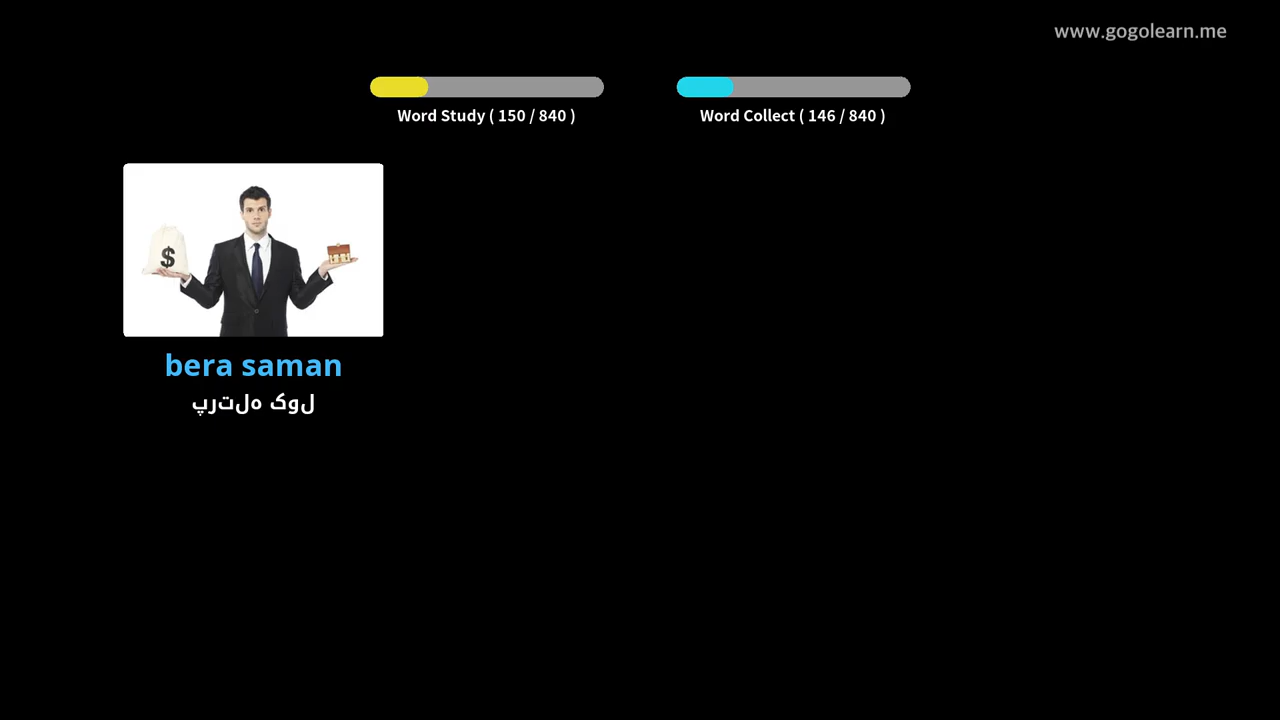 www.gogolearn.me
Word Study ( 150 / 840 )
Word Collect ( 146 / 840 )
$
bera saman
لوک هلترپ